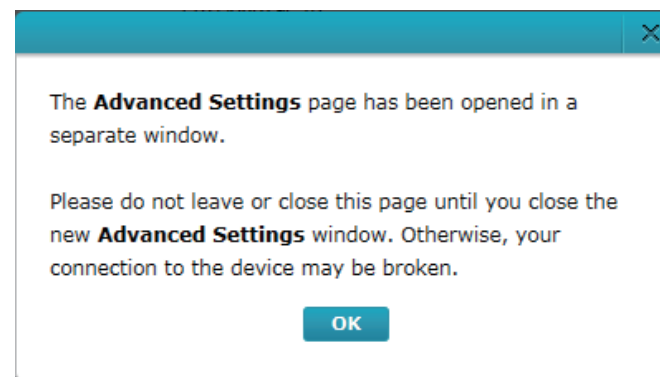 The Advanced Settings page has been opened in a
separate window.
Please do not leave or close this page until you close the
new Advanced Settings window. Otherwise, your
connection to the device may be broken.
OK